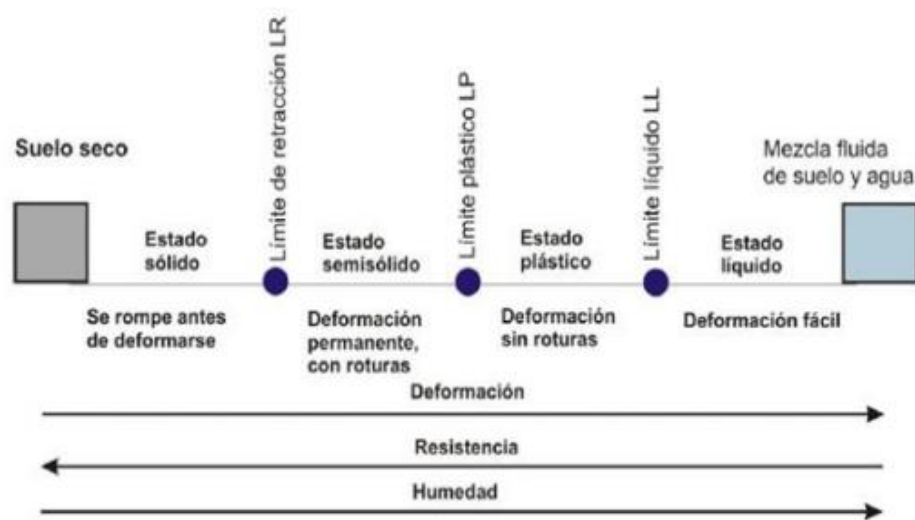 Límite de retracción LR
Límite plástico LP
Límite líquido LL
Suelo seco
Mezcla fluida
de suelo y agua
Estado
sólido
Estado
semisólido
Estado
plástico
Estado
líquido
Se rompe antes
de deformarse
Deformación
permanente,
con roturas
Deformación
sin roturas
Deformación fácil
Deformación
Resistencia
Humedad